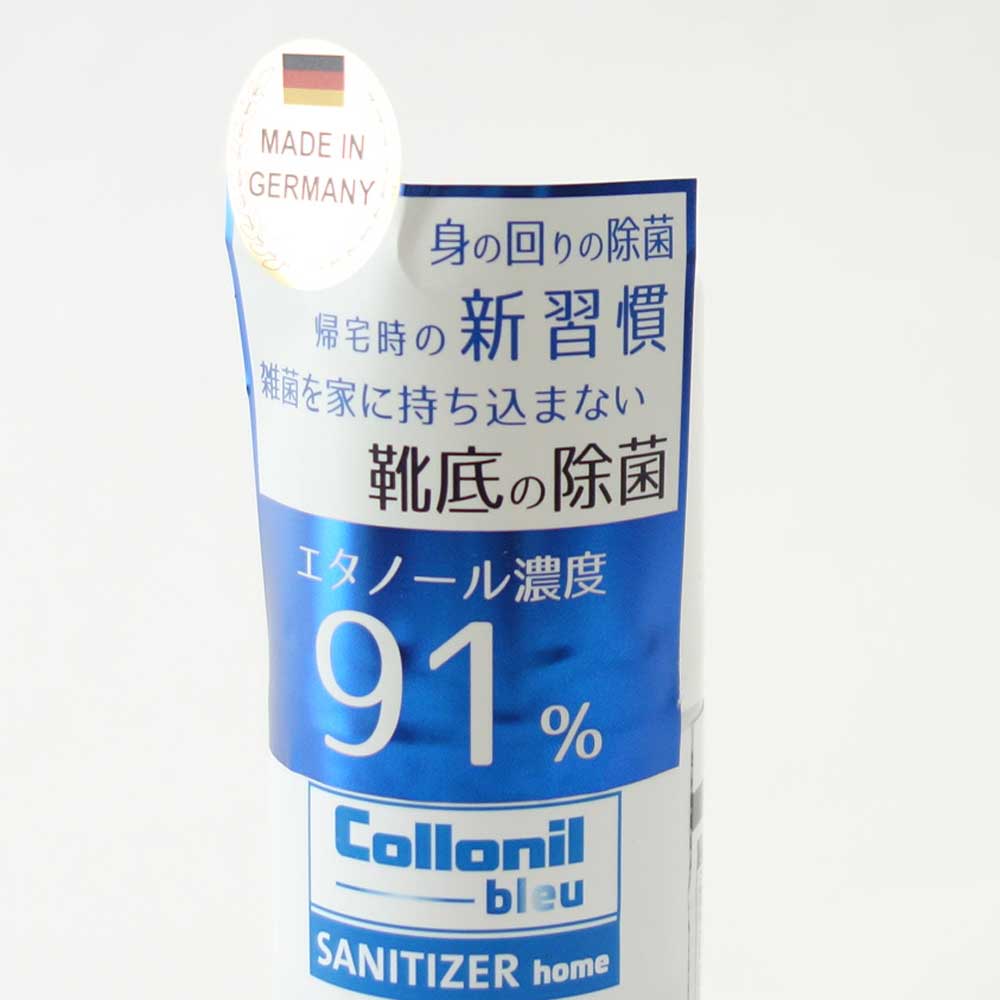 MADE IN
GERMANY
身の回りの除菌
帰宅時の新習慣
雑菌を家に持ち込まない
靴底の除菌
エタノール濃度
91%
Collonil
bleu
SANITIZER home